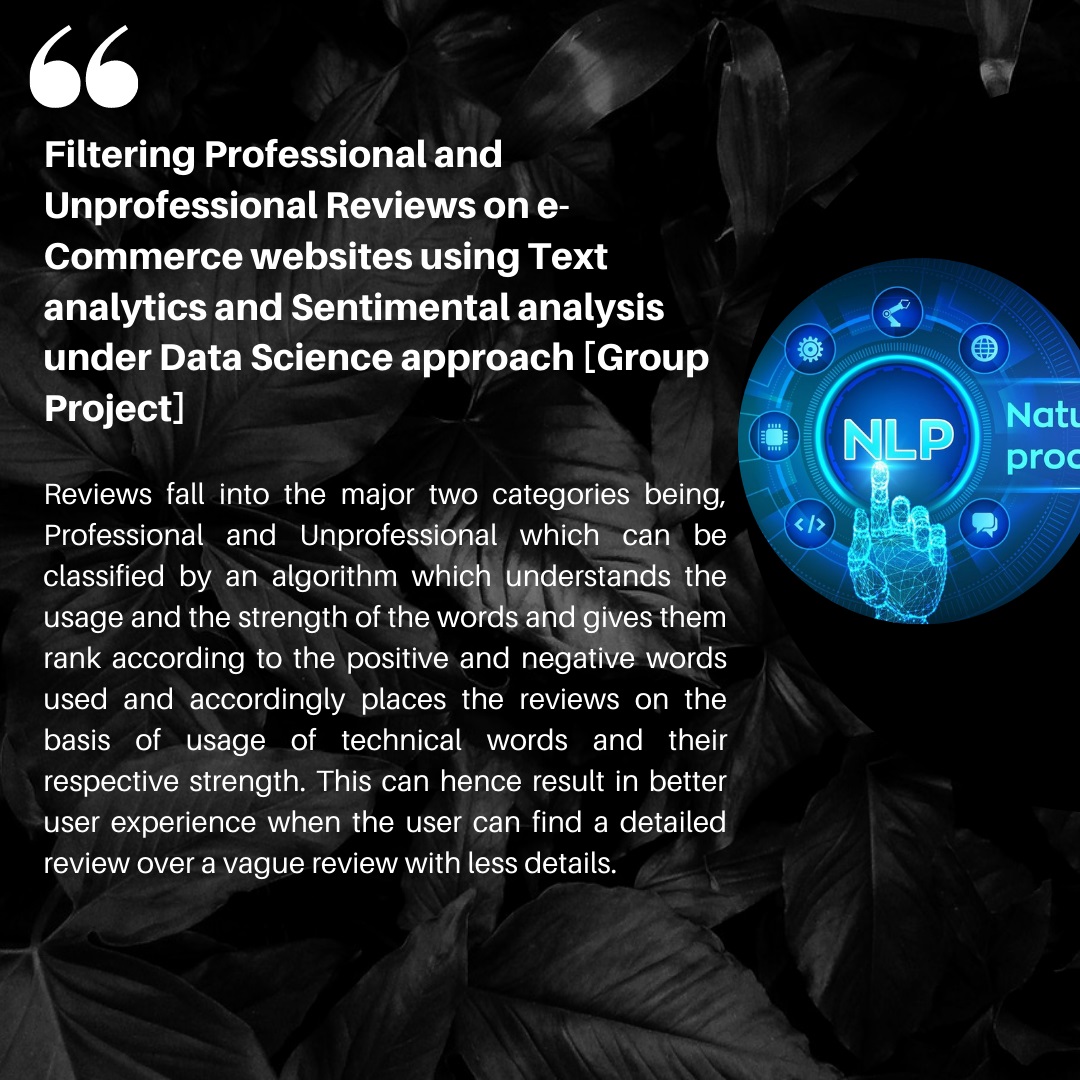 Filtering Professional and
Unprofessional Reviews on e-
Commerce websites using Text
analytics and Sentimental analysis
under Data Science approach [Group
Project]
Reviews fall into the major two categories being,
Professional and Unprofessional which can be
classified by an algorithm which understands the
usage and the strength of the words and gives them
rank according to the positive and negative words
used and accordingly places the reviews on the
basis of usage of technical words and their
respective strength. This can hence result in better
user experience when the user can find a detailed
review over a vague review with less details.
NLP
Natu
proc